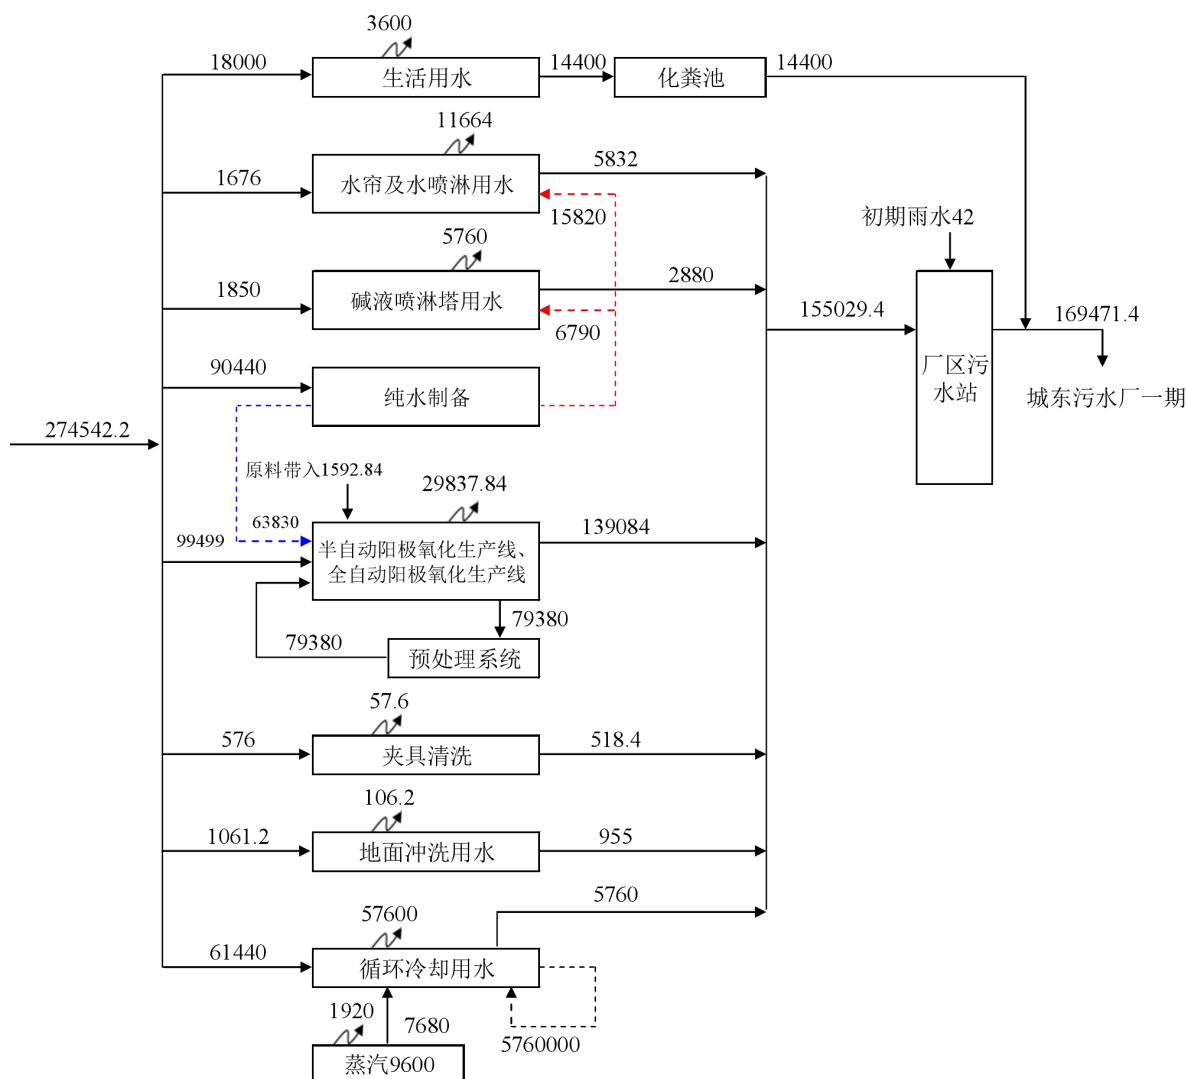 3600
18000
生活用水
14400
化粪池
14400
11664
1676
水帘及水喷淋用水
5832
15820
初期雨水42
5760
1850
碱液喷淋塔用水
2880
6790
155029.4
169471.4
厂区污
水站
城东污水厂一期
90440
纯水制备
274542.2
原料带入1592.84
29837.84
63830
99499
半自动阳极氧化生产线、
全自动阳极氧化生产线
139084
79380
79380
预处理系统
57.6
576
夹具清洗
518.4
106.2
1061.2
地面冲洗用水
955
5760
57600
61440
循环冷却用水
1920
7680
5760000
蒸汽9600